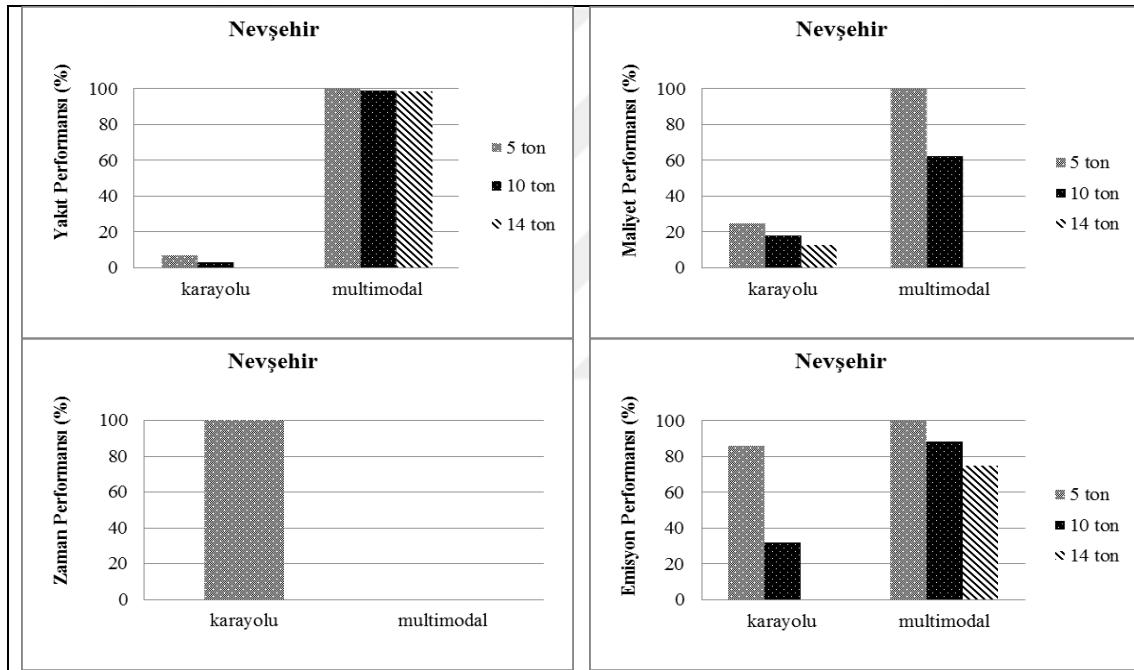 Nevşehir
Yakıt Performansı (%)
100
80
60
40
20
0
karayolu
multimodal
5 ton
10 ton
14 ton
Nevşehir
Maliyet Performansı (%)
100
80
60
40
20
0
karayolu
multimodal
5 ton
10 ton
14 ton
Nevşehir
Zaman Performansı (%)
100
80
60
40
20
0
karayolu
multimodal
Nevşehir
Emisyon Performansı (%)
100
80
60
40
20
0
karayolu
multimodal
5 ton
10 ton
14 ton